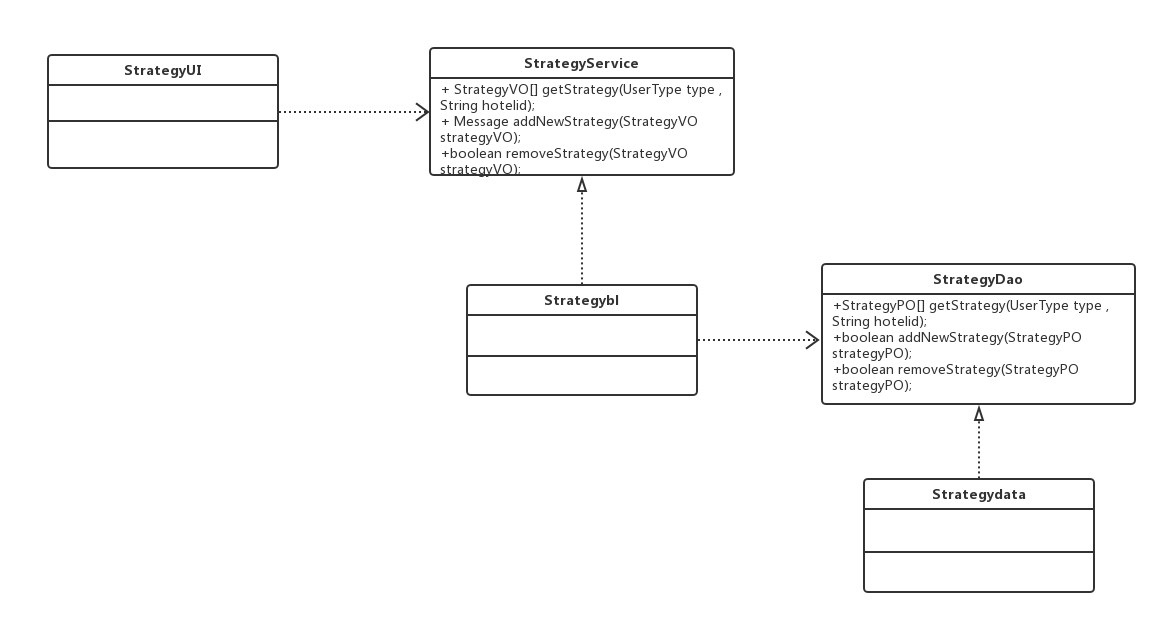 StrategyUI
StrategyService
+ StrategyVO[] getStrategy(UserType type ,
String hotelid);
+ Message addNewStrategy(StrategyVO
strategyVO);
+boolean removeStrategy(StrategyVO
strategyVO);
Strategybl
StrategyDao
+StrategyPO[] getStrategy(UserType type ,
String hotelid);
+boolean addNewStrategy(StrategyPO
strategyPO);
+boolean removeStrategy(StrategyPO
strategyPO);
Strategydata